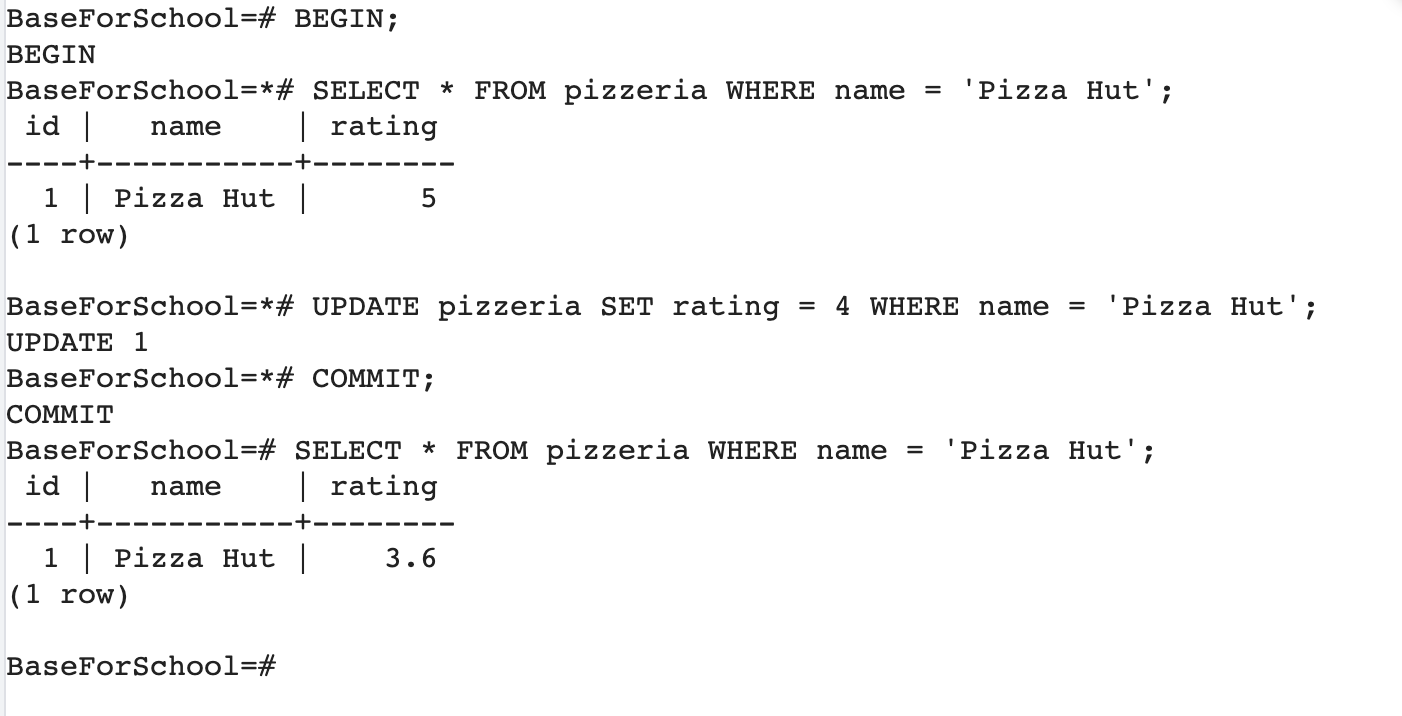 BaseForSchool=# BEGIN;
BEGIN
BaseForSchool=*# SELECT * FROM pizzeria WHERE name = 'Pizza Hut';
 id |   name    | rating
----+-----------+--------
  1 | Pizza Hut |      5
(1 row)

BaseForSchool=*# UPDATE pizzeria SET rating = 4 WHERE name = 'Pizza Hut';
UPDATE 1
BaseForSchool=*# COMMIT;
COMMIT
BaseForSchool=# SELECT * FROM pizzeria WHERE name = 'Pizza Hut';
 id |   name    | rating
----+-----------+--------
  1 | Pizza Hut |    3.6
(1 row)

BaseForSchool=#